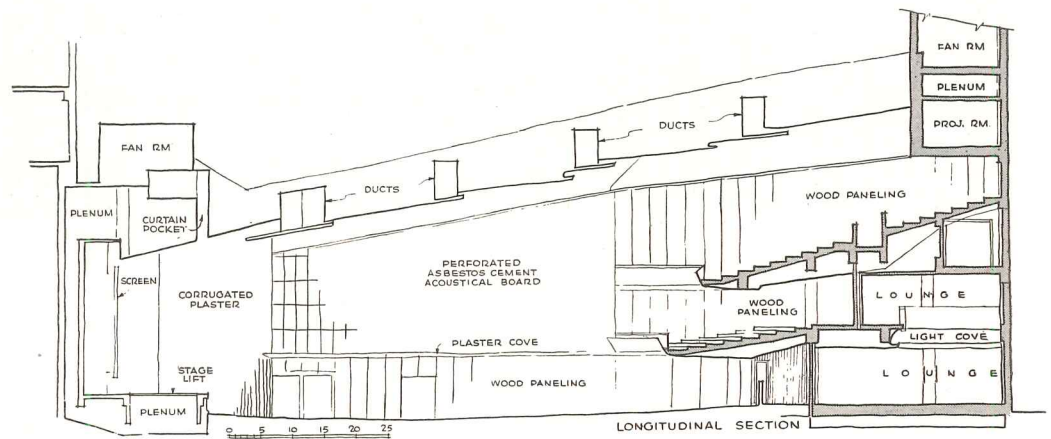 FAN RM
PLENUM
PROJ. RM.
DUCTS
FAN RM
DUCTS
WOOD PANELING
PLENUM
CURTAIN
POCKET
PERFORATED
ASBESTOS CEMENT
ACOUSTICAL BOARD
SCREEN
CORRUGATED
PLASTER
WOOD
PANELING
LOUNGE
LIGHT COVE
PLASTER COVE
STAGE
LIFT
WOOD PANELING
LOUNGE
PLENUM
0 5 10 15 20 25
LONGITUDINAL SECTION